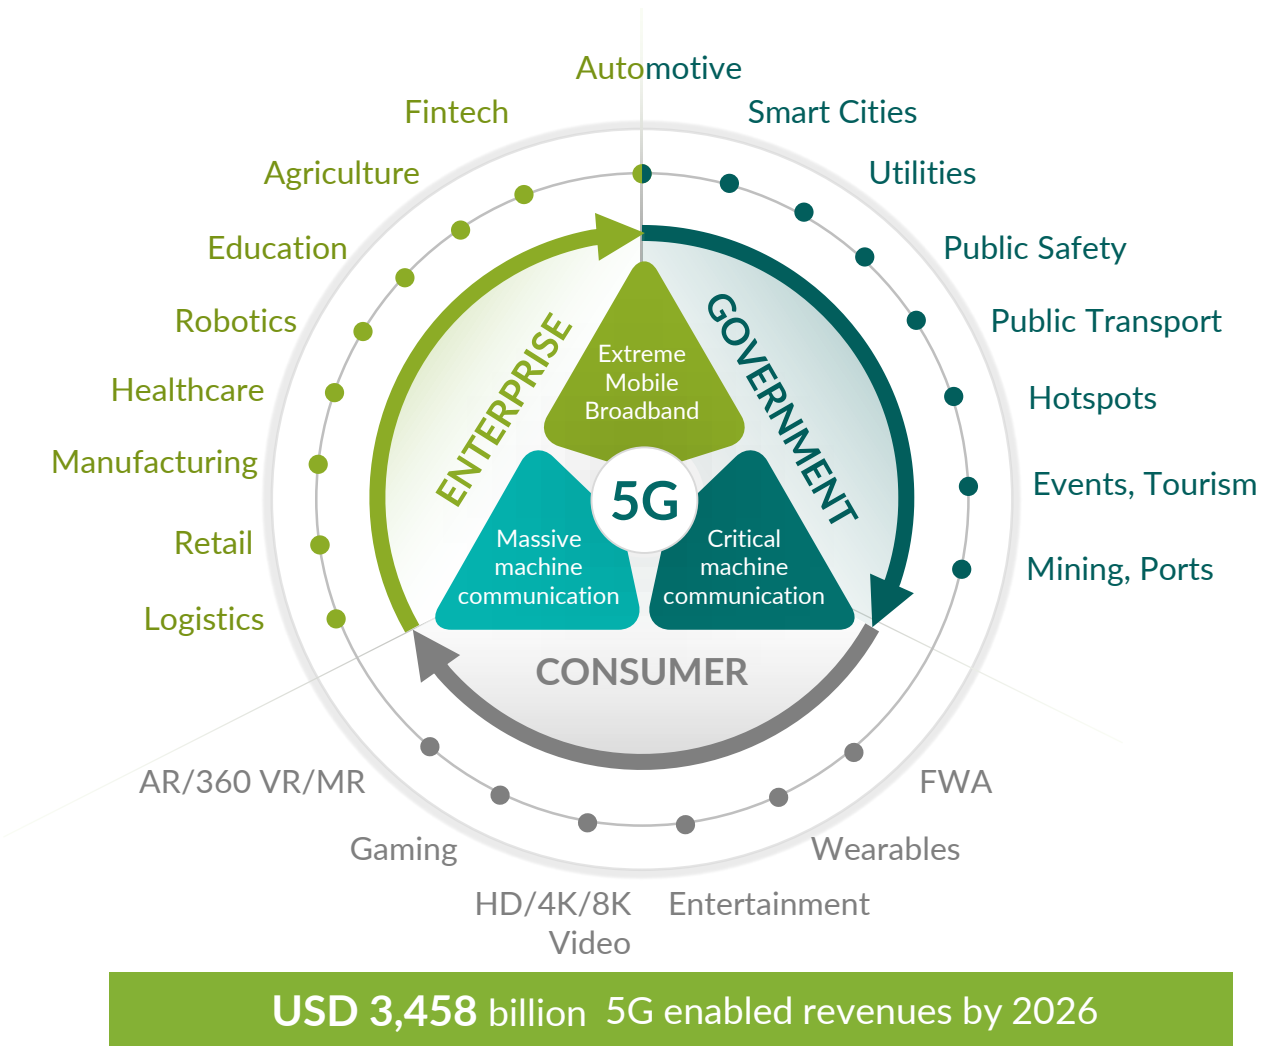 Automotive
Fintech
Smart Cities
Agriculture
Utilities
Education
Public Safety
Robotics
Public Transport
Healthcare
Hotspots
Manufacturing
Events, Tourism
Retail
Mining, Ports
Logistics
ENTERPRISE
GOVERNMENT
Extreme
Mobile
Broadband
5G
Massive
machine
communication
Critical
machine
communication
CONSUMER
AR/360 VR/MR
FWA
Gaming
Wearables
HD/4K/8K
Video
Entertainment
USD 3,458 billion 5G enabled revenues by 2026